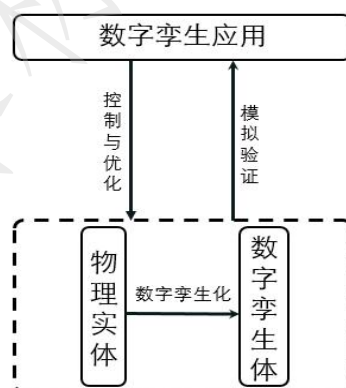 数字孪生应用
控制与优化
模拟验证
物理实体
数字孪生化
数字孪生体